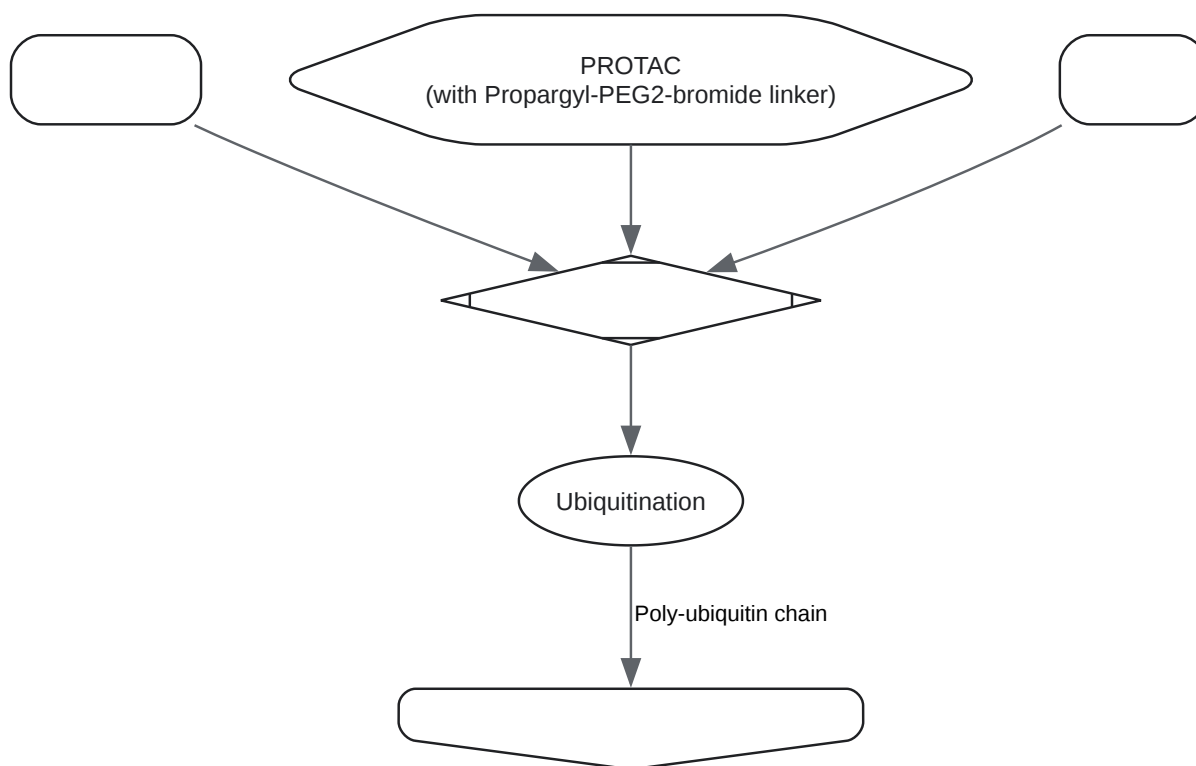 PROTAC
(with Propargyl-PEG2-bromide linker)
Ubiquitination
Poly-ubiquitin chain